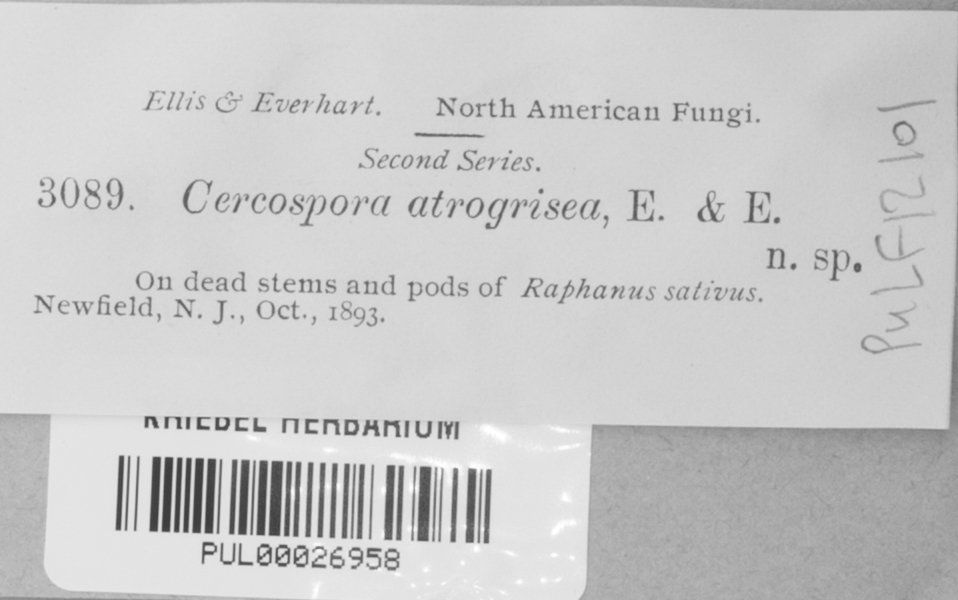 Ellis & Everhart. North American Fungi.
Second Series.
3089. Cercospora atrogrisea, E. & E.
n. sp.
On dead stems and pods of Raphanus sativus.
Newfield, N. J., Oct., 1893.
PULF12101
KRIEBEL HERBARIUM
PUL00026958